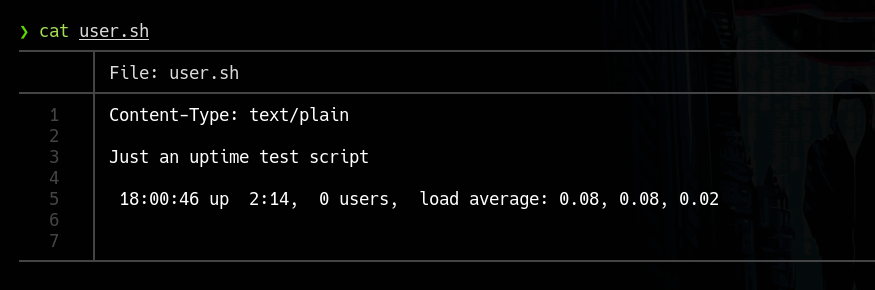 ❯ cat user.sh
File: user.sh
1 Content-Type: text/plain
2
3 Just an uptime test script
4
5  18:00:46 up  2:14,  0 users,  load average: 0.08, 0.08, 0.02
6
7